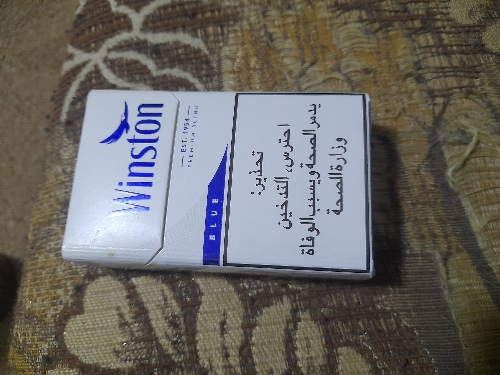 Winston
EST. 1954
BLUE
تحذير:
احترس، التدخين
يدمر الصحة ويسبب الوفاة
وزارة الصحة